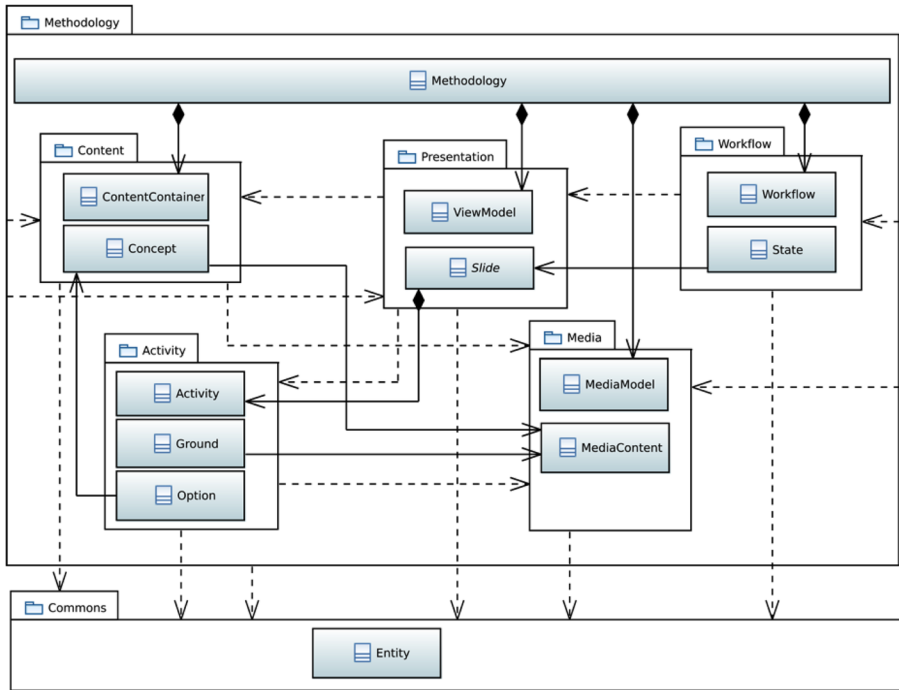 Methodology
Methodology
Content
Presentation
Workflow
ContentContainer
ViewModel
Workflow
Concept
Slide
State
Activity
Media
Activity
MediaModel
Ground
MediaContent
Option
Commons
Entity